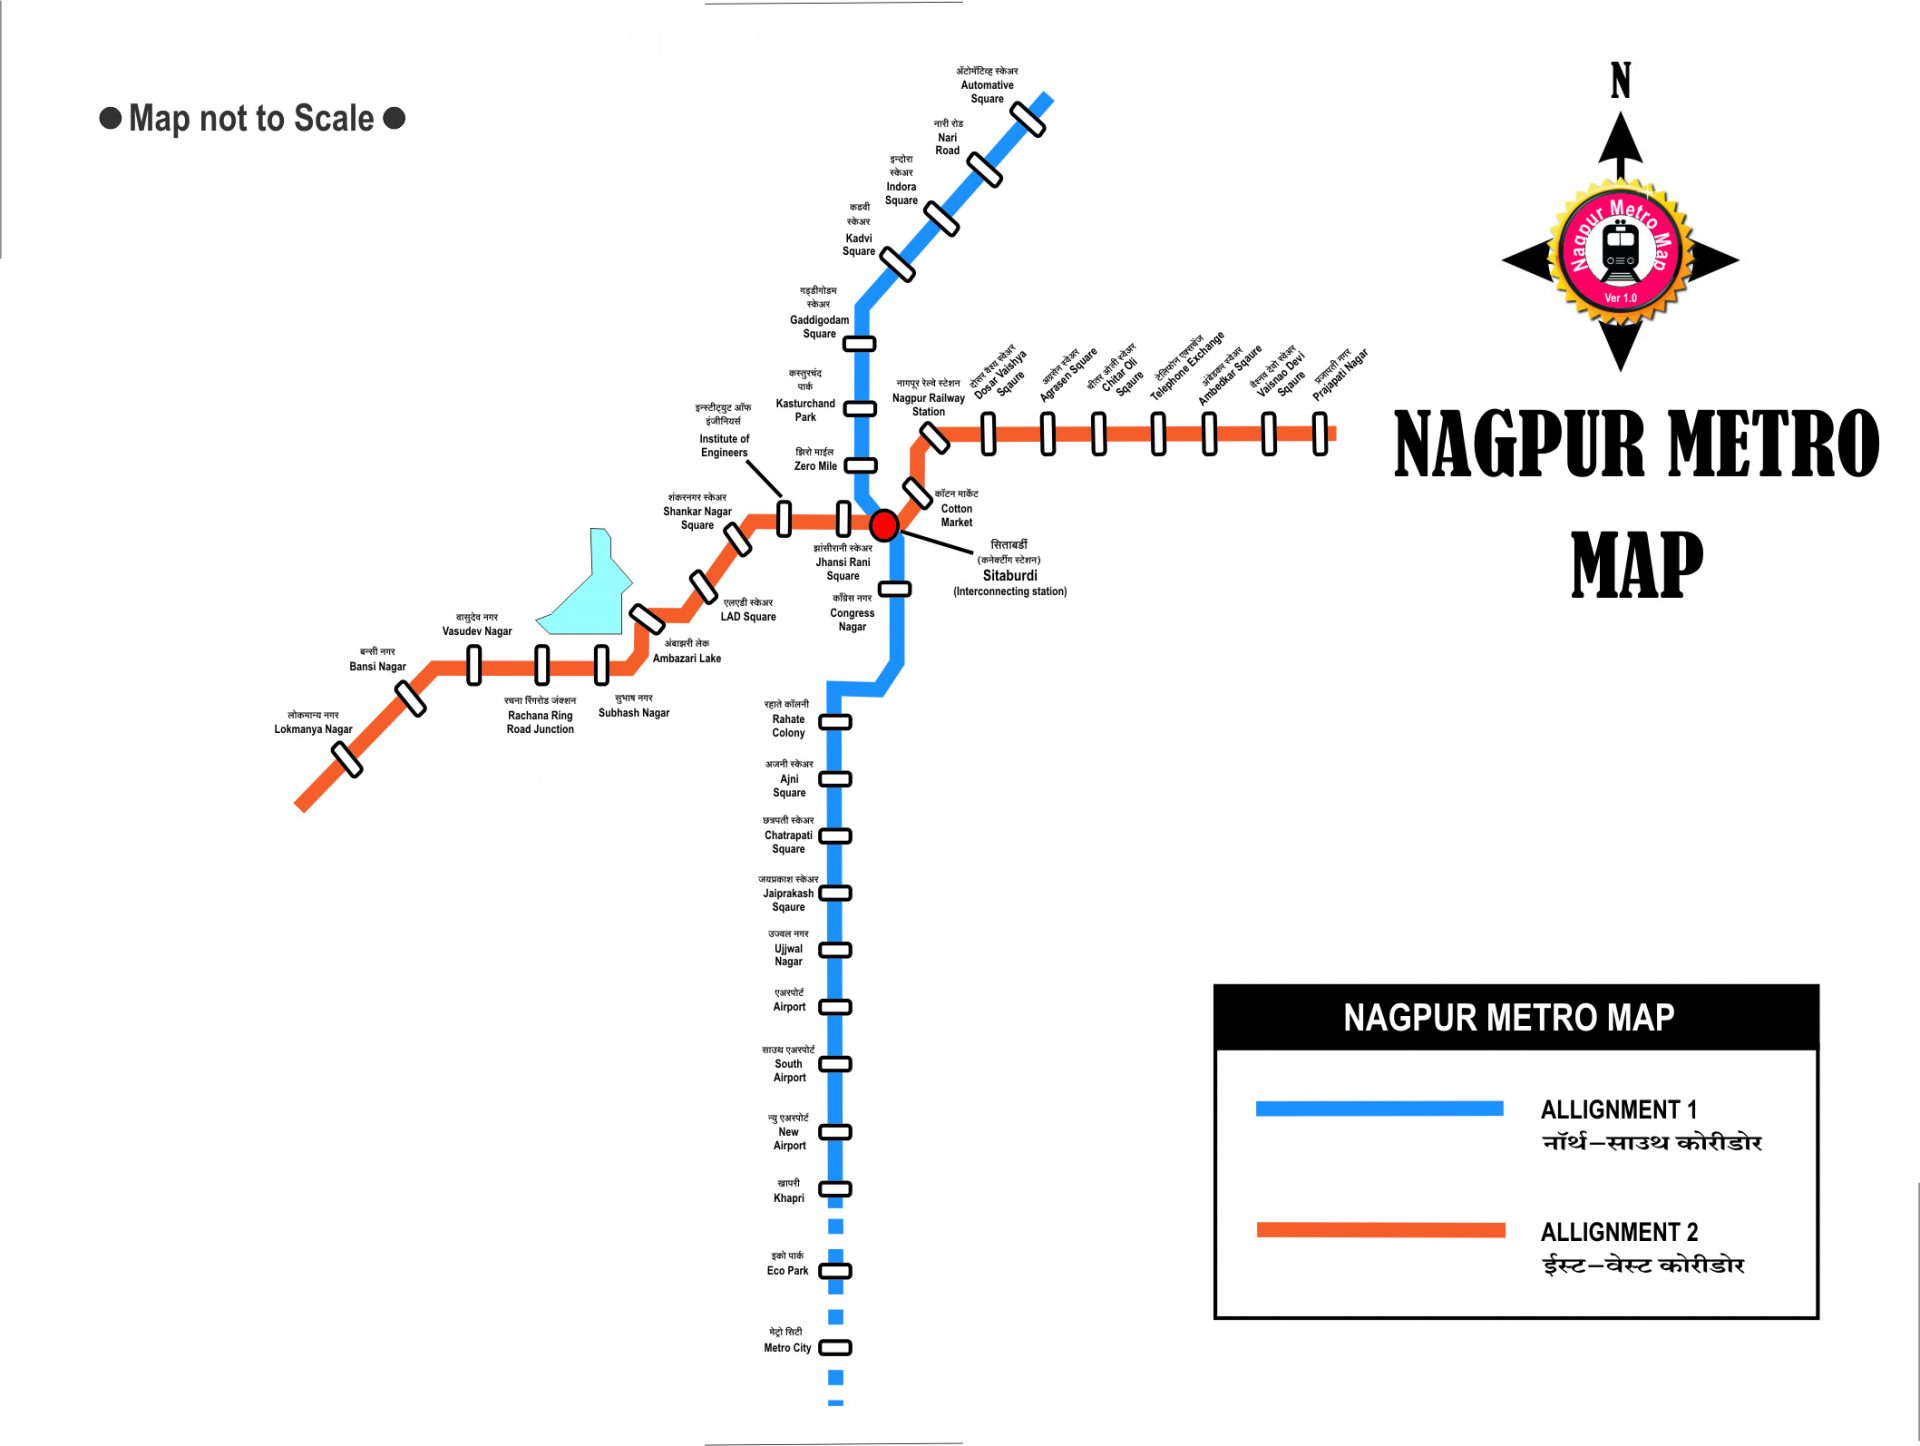 ● Map not to Scale ●
N
Nagpur Metro Map
Ver 1.0
NAGPUR METRO
MAP
ॲटोमॅटिव्ह स्केअर
Automative
Square
नारी रोड
Nari
Road
इन्दोरा
स्केअर
Indora
Square
कडवी
स्केअर
Kadvi
Square
गड्डीगोडम
स्केअर
Gaddigodam
Square
कस्तुरचंद
पार्क
Kasturchand
Park
झिरो माईल
Zero Mile
इन्स्टीट्युट ऑफ
इंजीनियर्स
Institute of
Engineers
शंकरनगर स्केअर
Shankar Nagar
Square
झांसीरानी स्केअर
Jhansi Rani
Square
नागपूर रेल्वे स्टेशन
Nagpur Railway
Station
दोसर वैश्य स्केअर
Dosar Vaishya
Sqaure
अग्रसेन स्केअर
Agrasen Square
चीतर ओली स्केअर
Chitar Oli
Sqaure
टेलिफोन एक्सचेंज
Telephone Exchange
अंबेडकर स्केअर
Ambedkar Sqaure
वैश्नव देवी स्केअर
Vaisnao Devi
Sqaure
प्रजापती नगर
Prajapati Nagar
कॉटन मार्केट
Cotton
Market
सिताबर्डी
(कनेक्टींग स्टेशन)
Sitaburdi
(Interconnecting station)
काँग्रेस नगर
Congress
Nagar
एलएडी स्केअर
LAD Square
अंबाझरी लेक
Ambazari Lake
सुभाष नगर
Subhash Nagar
रचना रिंगरोड जंक्शन
Rachana Ring
Road Junction
वासुदेव नगर
Vasudev Nagar
बन्सी नगर
Bansi Nagar
लोकमान्य नगर
Lokmanya Nagar
रहाते कॉलनी
Rahate
Colony
अजनी स्केअर
Ajni
Square
छत्रपती स्केअर
Chatrapati
Square
जयप्रकाश स्केअर
Jaiprakash
Sqaure
उज्वल नगर
Ujjwal
Nagar
एअरपोर्ट
Airport
साउथ एअरपोर्ट
South
Airport
न्यु एअरपोर्ट
New
Airport
खापरी
Khapri
इको पार्क
Eco Park
मेट्रो सिटी
Metro City
NAGPUR METRO MAP
ALLIGNMENT 1
नॉर्थ–साउथ कोरीडोर
ALLIGNMENT 2
ईस्ट–वेस्ट कोरीडोर